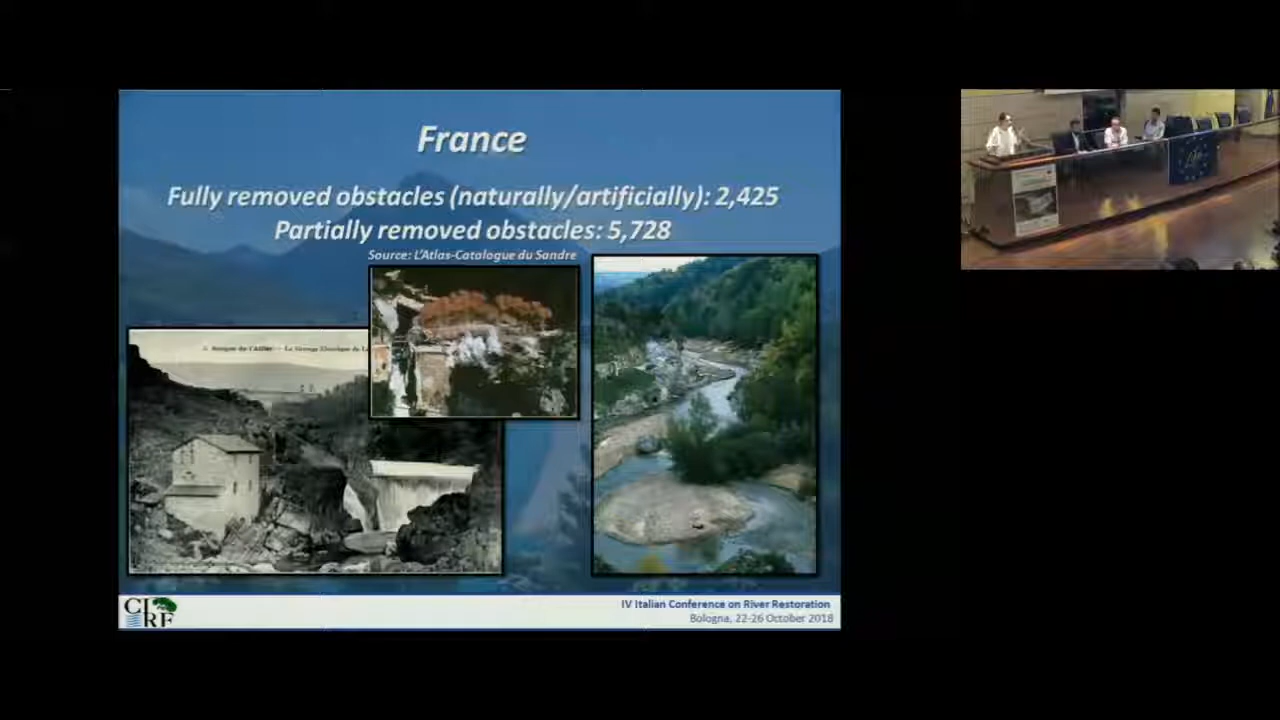 France
Fully removed obstacles (naturally/artificially): 2,425
Partially removed obstacles: 5,728
Source: L'Atlas-Catalogue du Sandre
CIRF
IV Italian Conference on River Restoration
Bologna, 22-26 October 2018